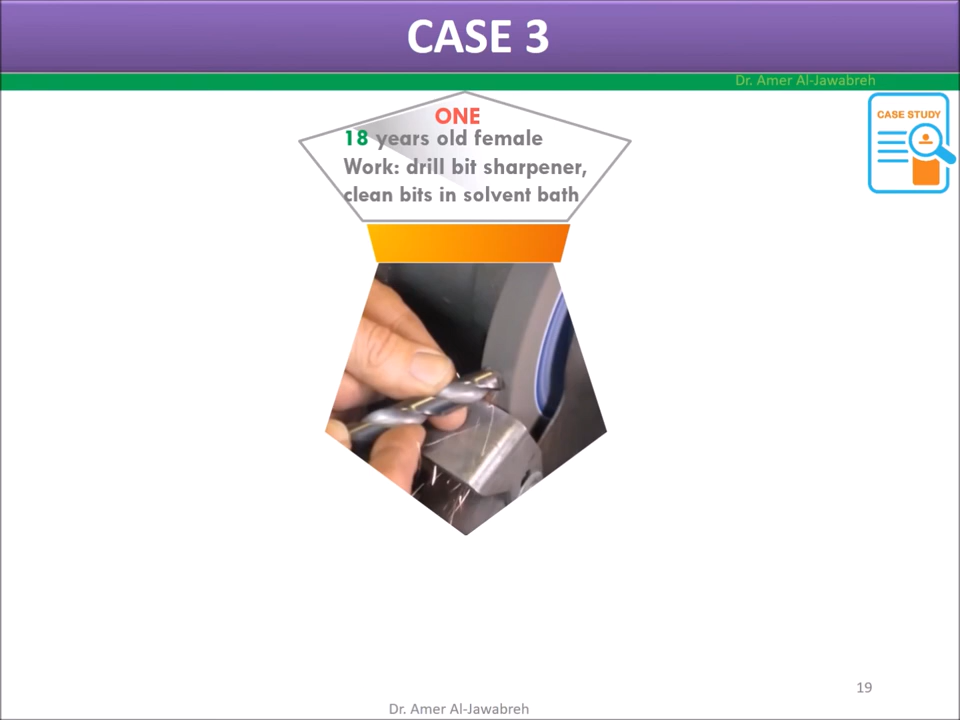 CASE 3
Dr. Amer Al-Jawabreh
CASE STUDY
ONE
18 years old female
Work: drill bit sharpener,
clean bits in solvent bath
19
Dr. Amer Al-Jawabreh